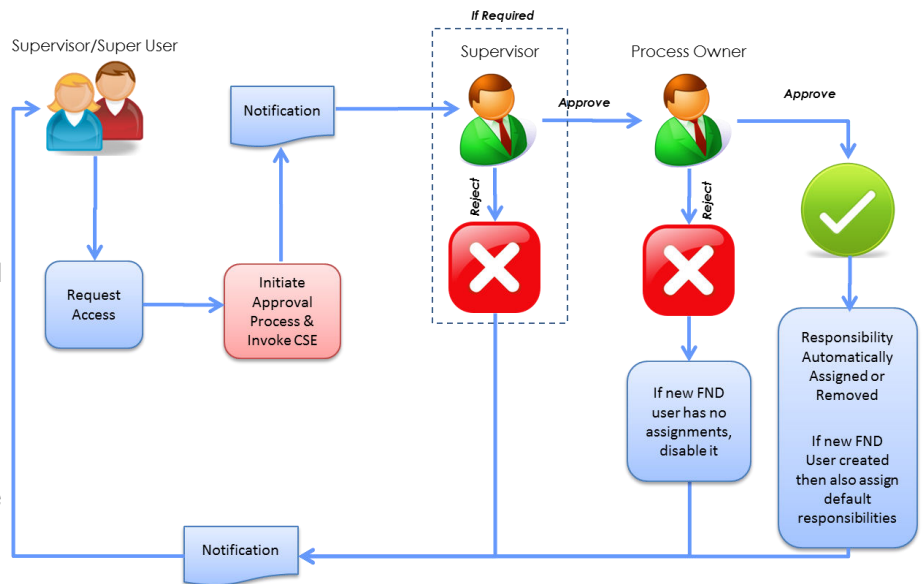 If Required
Supervisor/Super User
Supervisor
Process Owner
Notification
Approve
Approve
Reject
Reject
Request
Access
Initiate
Approval
Process &
Invoke CSE
Responsibility
Automatically
Assigned or
Removed
If new FND
User created
then also assign
default
responsibilities
If new FND
user has no
assignments,
disable it
Notification